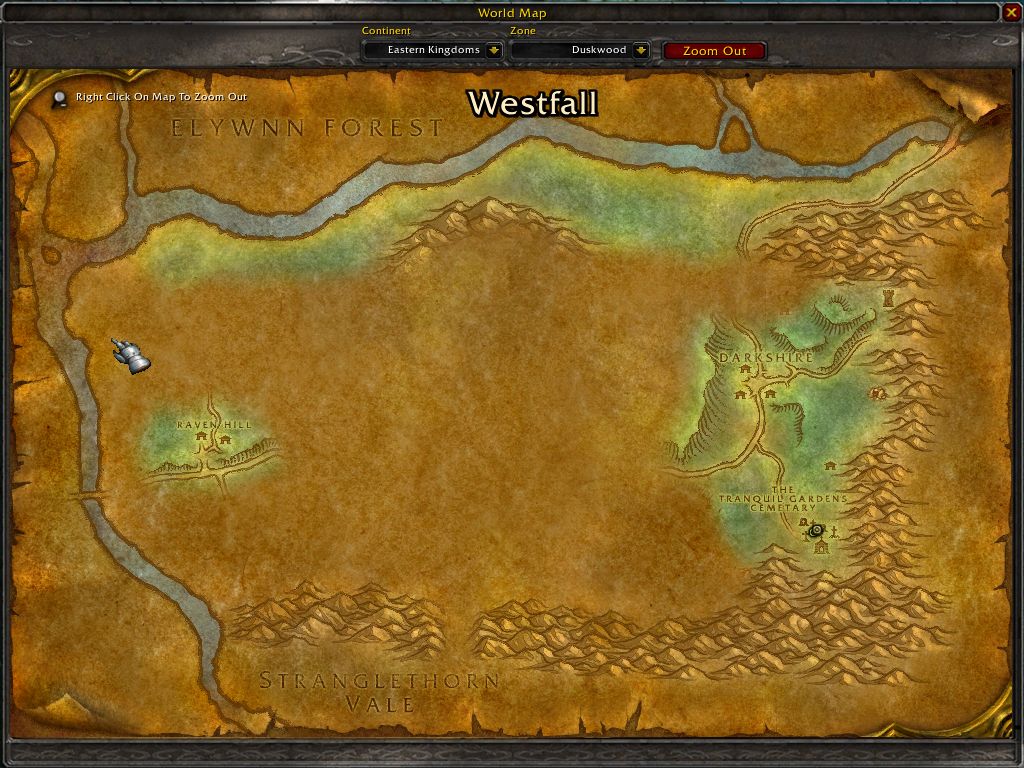 World Map
Continent
Zone
Eastern Kingdoms
Duskwood
Zoom Out
Right Click On Map To Zoom Out
Westfall
ELYWNN FOREST
DARKSHIRE
RAVEN HILL
THE
TRANQUIL GARDENS
CEMETARY
STRANGLETHORN
VALE